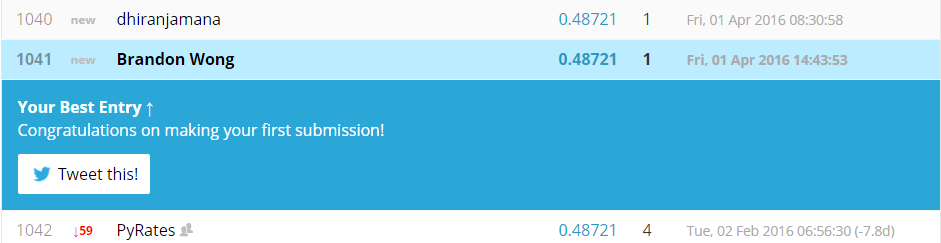 1040 new dhiranjamana 0.48721 1 Fri, 01 Apr 2016 08:30:58
1041 new Brandon Wong 0.48721 1 Fri, 01 Apr 2016 14:43:53
Your Best Entry ↑
Congratulations on making your first submission!
Tweet this!
1042 ↓59 PyRates 0.48721 4 Tue, 02 Feb 2016 06:56:30 (-7.8d)